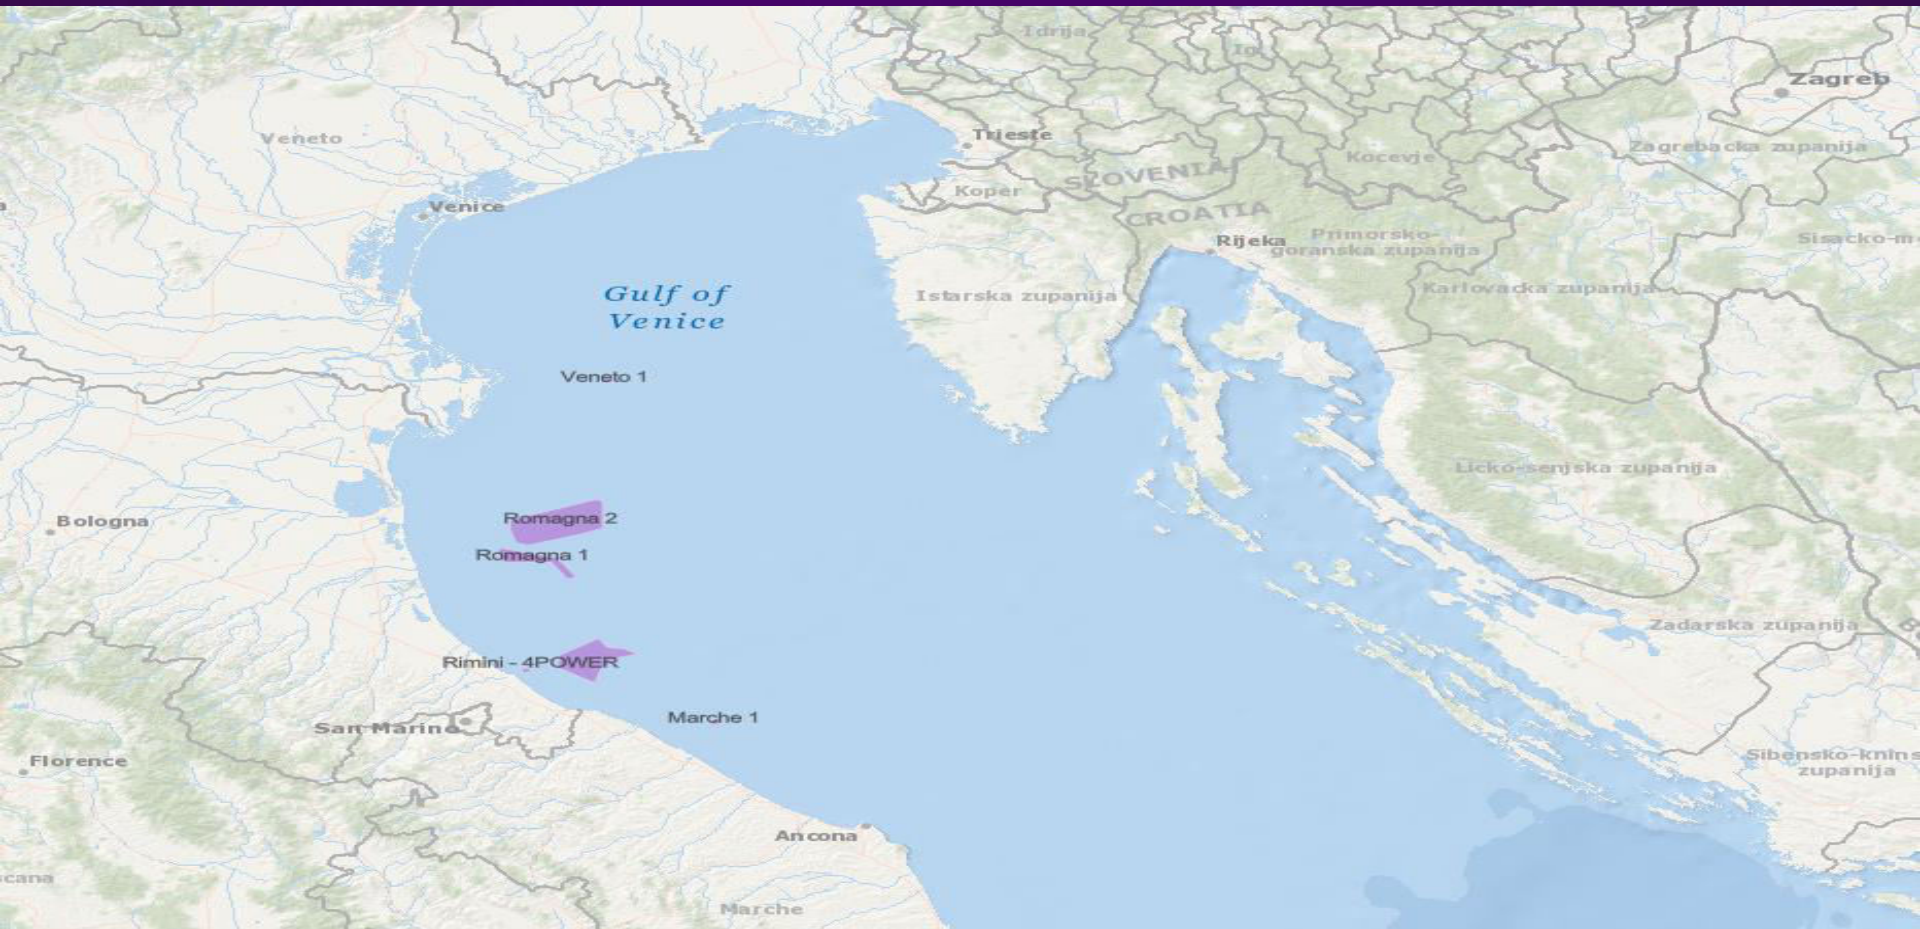 Idrija
Ig
Zagreb
Trieste
Veneto
Zagrebacka zupanija
Kocevje
SLOVENIA
Koper
Venice
CROATIA
Rijeka
Primorsko-
goranska zupanija
Sisacko-m
Gulf of
Venice
Istarska zupanija
Karlovacka zupanija
Veneto 1
Licko-senjska zupanija
Bologna
Romagna 2
Romagna 1
Zadarska zupanija
Rimini - 4POWER
Marche 1
San Marino
Florence
Sibensko-knins
zupanija
Ancona
cana
Marche